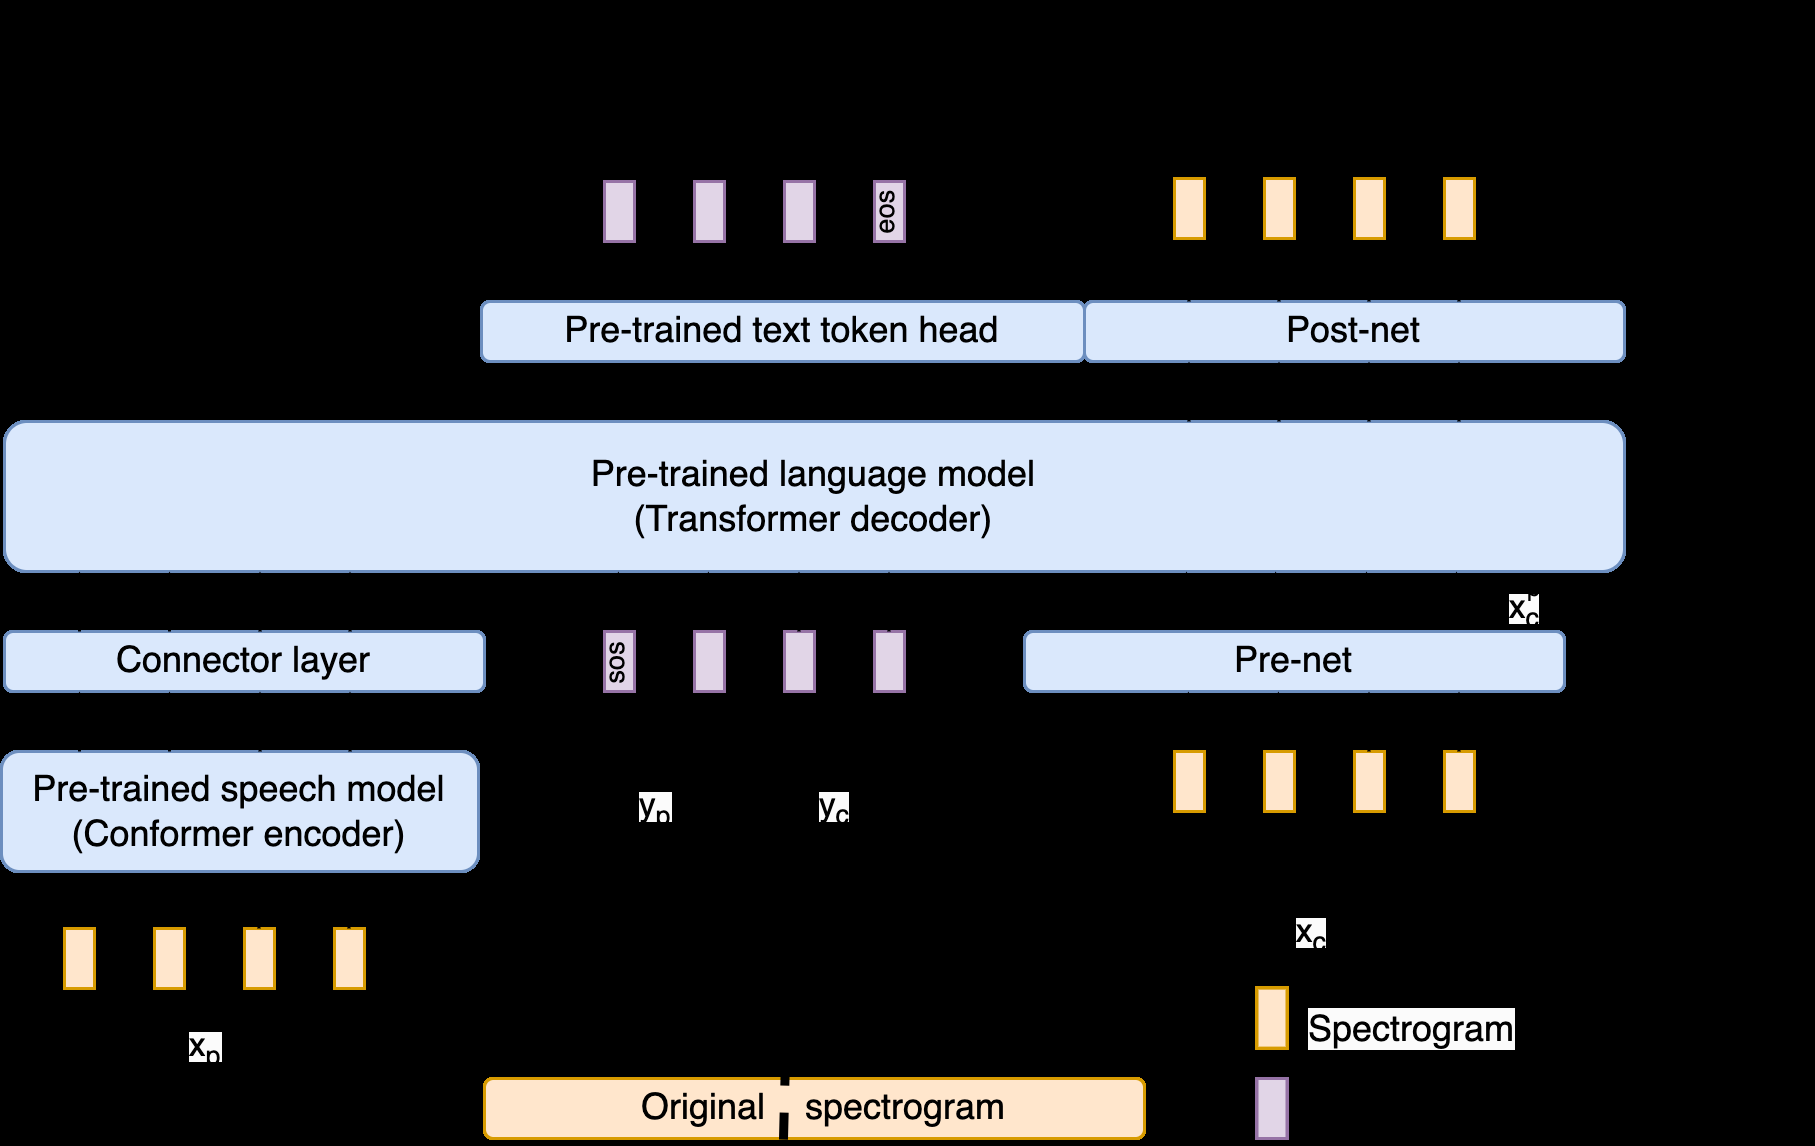 eos
Pre-trained text token head
Post-net
Pre-trained language model
(Transformer decoder)
x_c^p
Connector layer
sos
Pre-net
Pre-trained speech model
(Conformer encoder)
y_p
y_c
x_c
x_p
Spectrogram
Original spectrogram